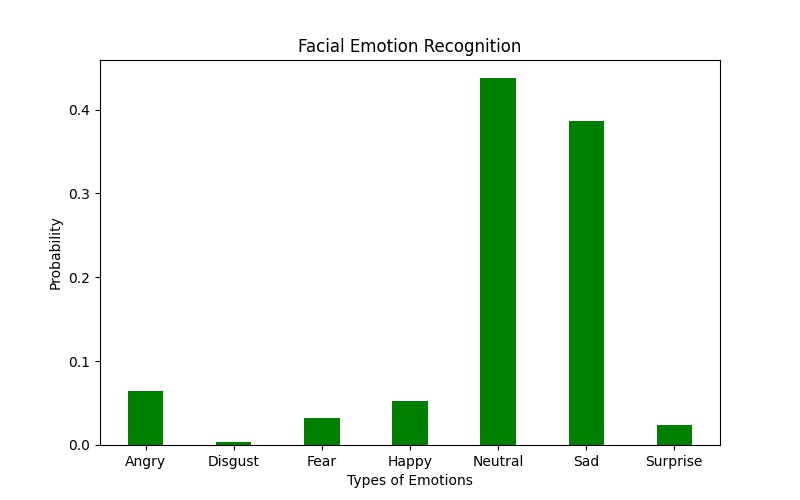 Facial Emotion Recognition
0.4
0.3
0.2
0.1
0.0
Probability
Angry Disgust Fear Happy Neutral Sad Surprise
Types of Emotions